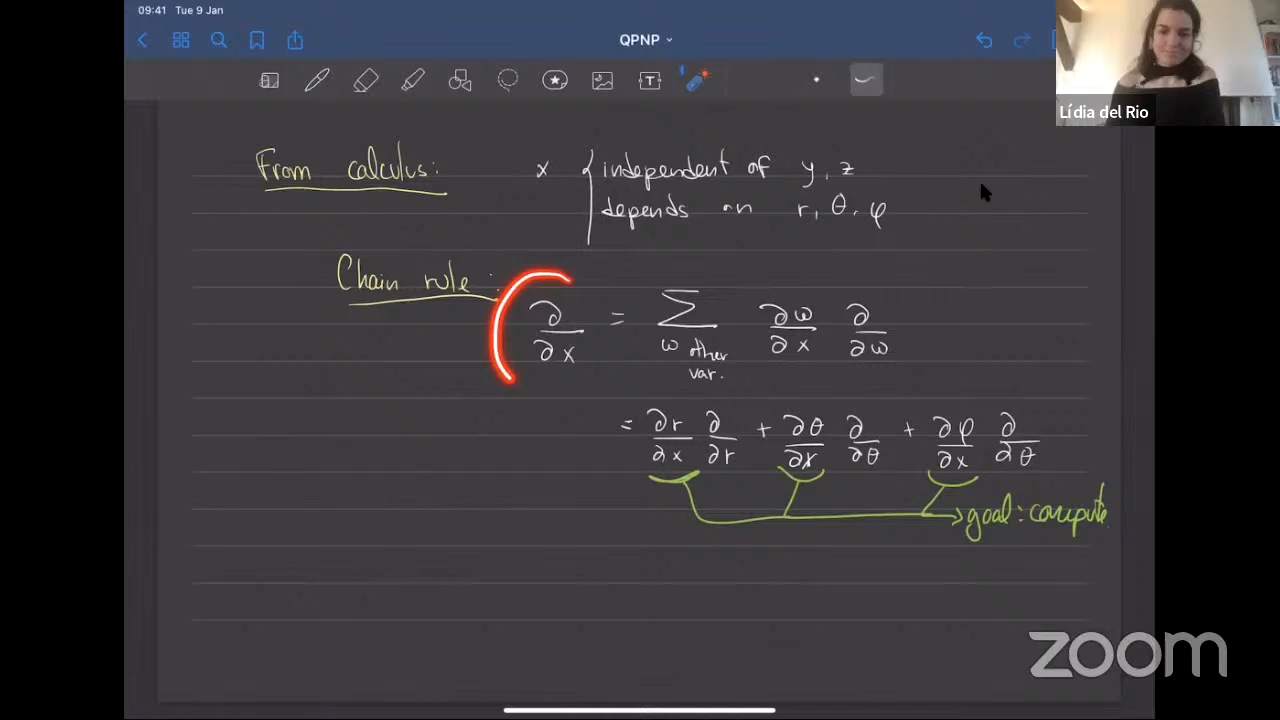 09:41 Tue 9 Jan
QPNP
T
Lídia del Rio
From calculus: x { independent of y, z
depends on r, θ, φ
Chain rule: ∂/∂x = Σ ∂ω/∂x ∂/∂ω
ω other
var.
= ∂r/∂x ∂/∂r + ∂θ/∂x ∂/∂θ + ∂φ/∂x ∂/∂θ
→ goal: compute
zoom